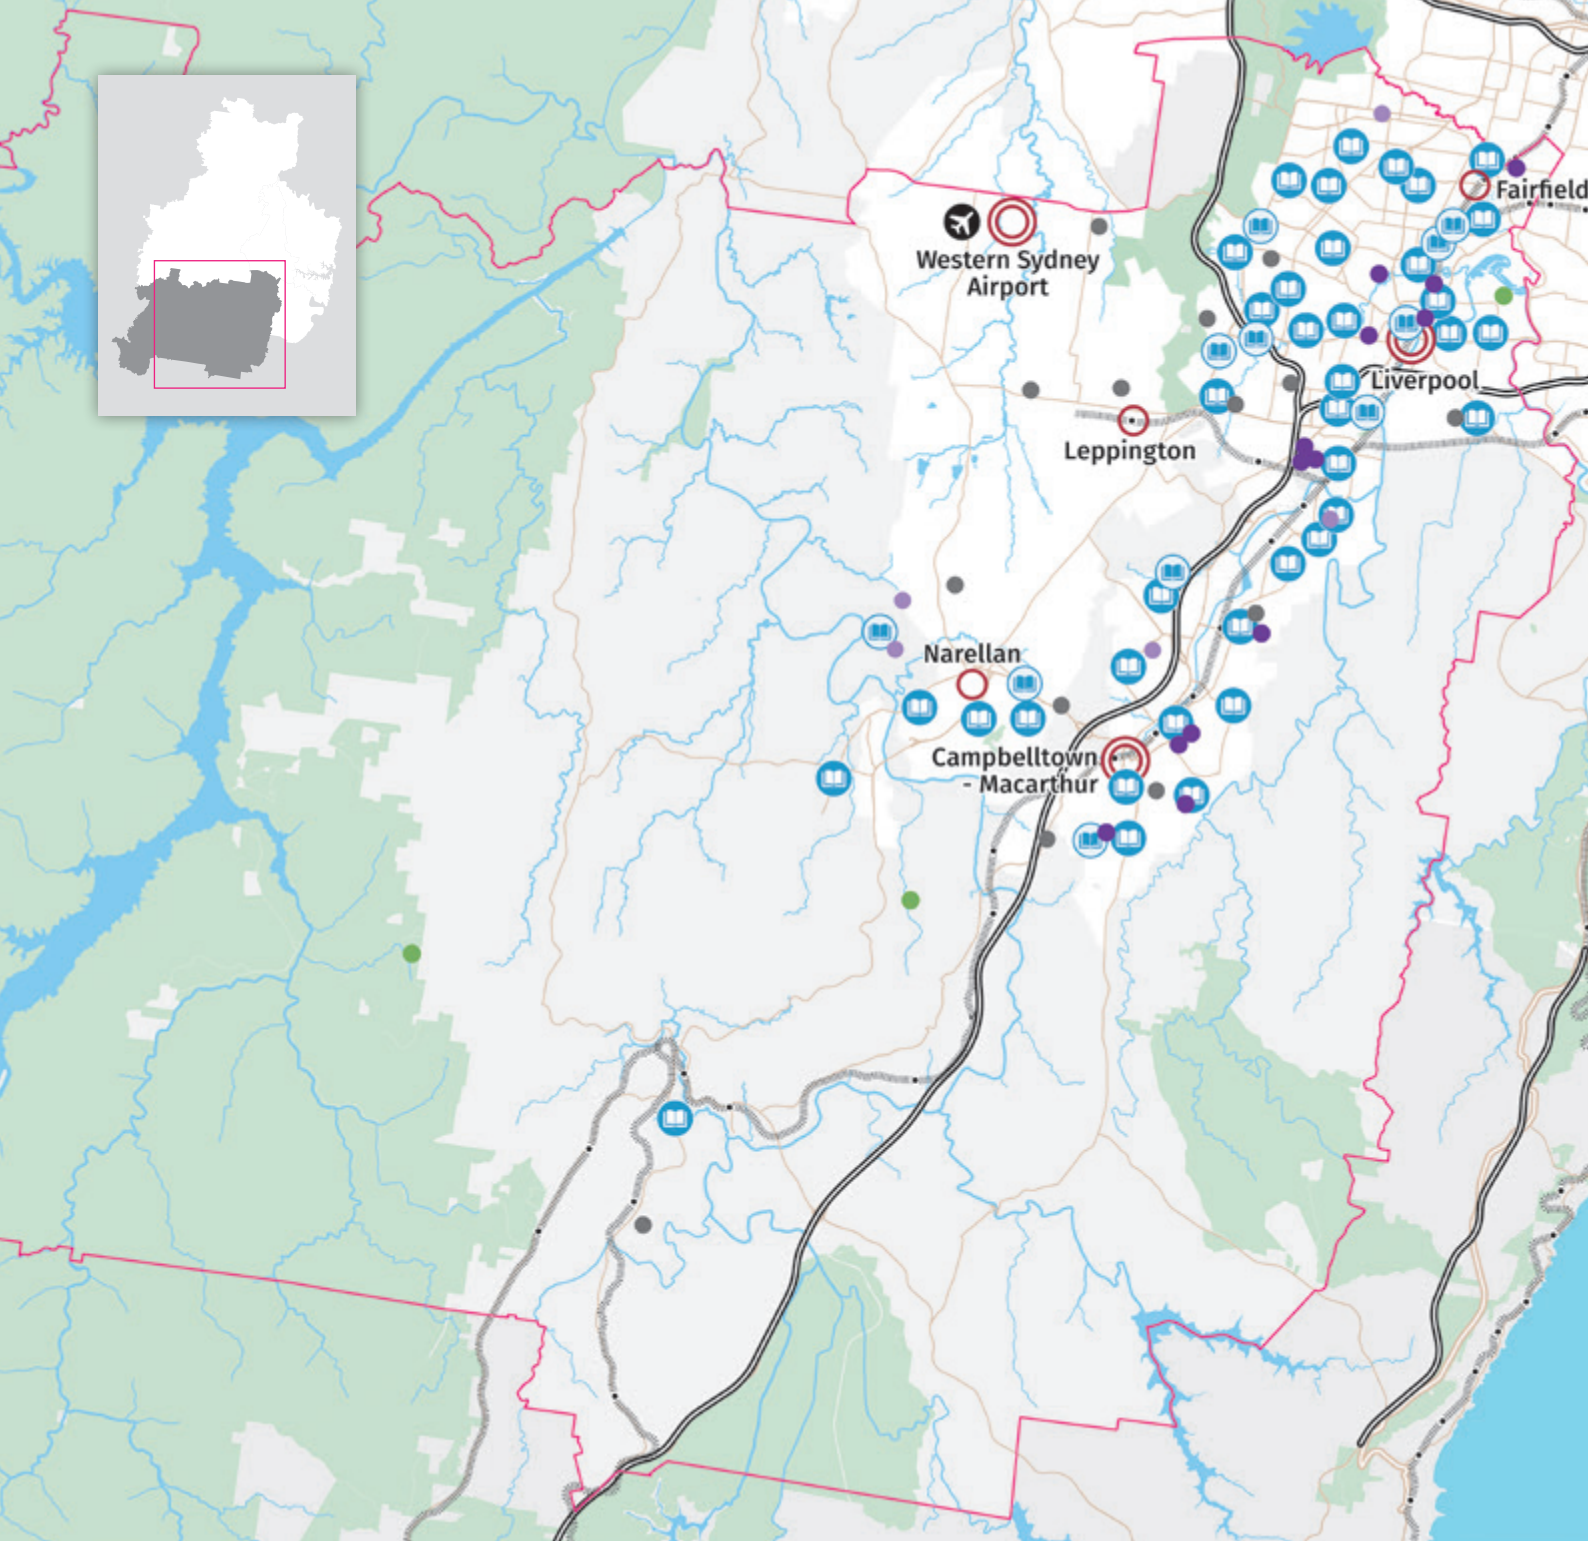 Fairfield
Western Sydney
Airport
Liverpool
Leppington
Narellan
Campbelltown
- Macarthur